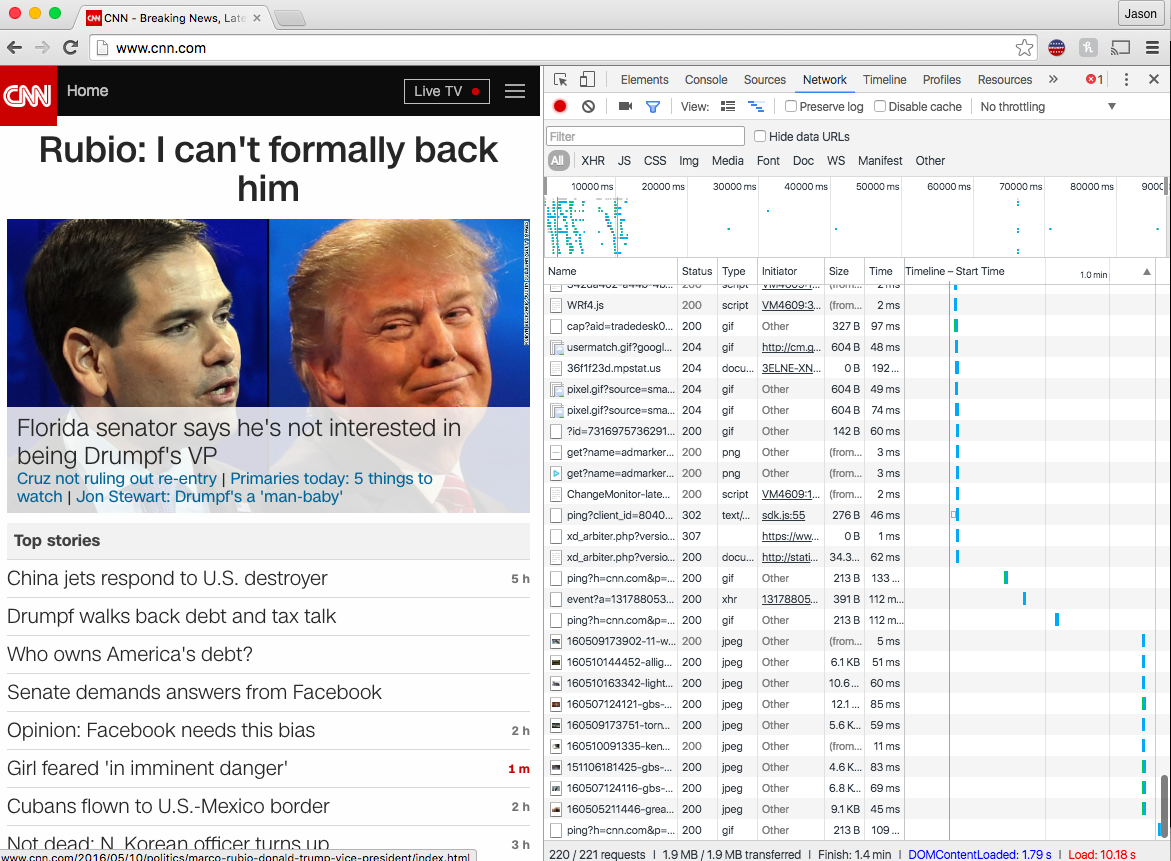 CNN - Breaking News, Late
Jason
www.cnn.com
CNN Home Live TV
Rubio: I can't formally back
him
Florida senator says he's not interested in
being Drumpf's VP
Cruz not ruling out re-entry | Primaries today: 5 things to
watch | Jon Stewart: Drumpf's a 'man-baby'
Top stories
China jets respond to U.S. destroyer 5 h
Drumpf walks back debt and tax talk
Who owns America's debt?
Senate demands answers from Facebook
Opinion: Facebook needs this bias 2 h
Girl feared 'in imminent danger' 1 m
Cubans flown to U.S.-Mexico border 2 h
Not dead: N. Korean officer turns up 3 h
www.cnn.com/2016/05/10/politics/marco-rubio-donald-trump-vice-president/index.html
Elements Console Sources Network Timeline Profiles Resources » 1
View: Preserve log Disable cache No throttling
Filter Hide data URLs
All XHR JS CSS Img Media Font Doc WS Manifest Other
10000 ms 20000 ms 30000 ms 40000 ms 50000 ms 60000 ms 70000 ms 80000 ms 9000
Name Status Type Initiator Size Time Timeline – Start Time 1.0 min
WRf4.js 200 script VM4609:3... (from... 2 ms
cap?aid=tradedesk0... 200 gif Other 327 B 97 ms
usermatch.gif?googl... 204 gif http://cm.g... 604 B 48 ms
36f1f23d.mpstat.us 204 docu... 3ELNE-XN... 0 B 192...
pixel.gif?source=sma... 204 gif Other 604 B 49 ms
pixel.gif?source=sma... 204 gif Other 604 B 74 ms
?id=7316975736291... 200 gif Other 142 B 60 ms
get?name=admarker... 200 png Other (from... 3 ms
get?name=admarker... 200 png Other (from... 3 ms
ChangeMonitor-late... 200 script VM4609:1... (from... 2 ms
ping?client_id=8040... 302 text/... sdk.js:55 276 B 46 ms
xd_arbiter.php?versio... 307 https://ww... 0 B 1 ms
xd_arbiter.php?versio... 200 docu... http://stati... 34.3... 62 ms
ping?h=cnn.com&p=... 200 gif Other 213 B 133 ...
event?a=131788053... 200 xhr 13178805... 391 B 112 m...
ping?h=cnn.com&p=... 200 gif Other 213 B 112 m...
160509173902-11-w... 200 jpeg Other (from... 5 ms
160510144452-allig... 200 jpeg Other 6.1 KB 51 ms
160510163342-light... 200 jpeg Other 10.6 ... 60 ms
160507124121-gbs-... 200 jpeg Other 12.1 ... 85 ms
160509173751-torn... 200 jpeg Other 5.6 K... 59 ms
160510091335-ken... 200 jpeg Other (from... 11 ms
151106181425-gbs-... 200 jpeg Other 4.6 K... 83 ms
160507124116-gbs-... 200 jpeg Other 6.8 K... 69 ms
160505211446-grea... 200 jpeg Other 9.1 KB 45 ms
ping?h=cnn.com&p=... 200 gif Other 213 B 109 ...
220 / 221 requests | 1.9 MB / 1.9 MB transferred | Finish: 1.4 min | DOMContentLoaded: 1.79 s | Load: 10.18 s